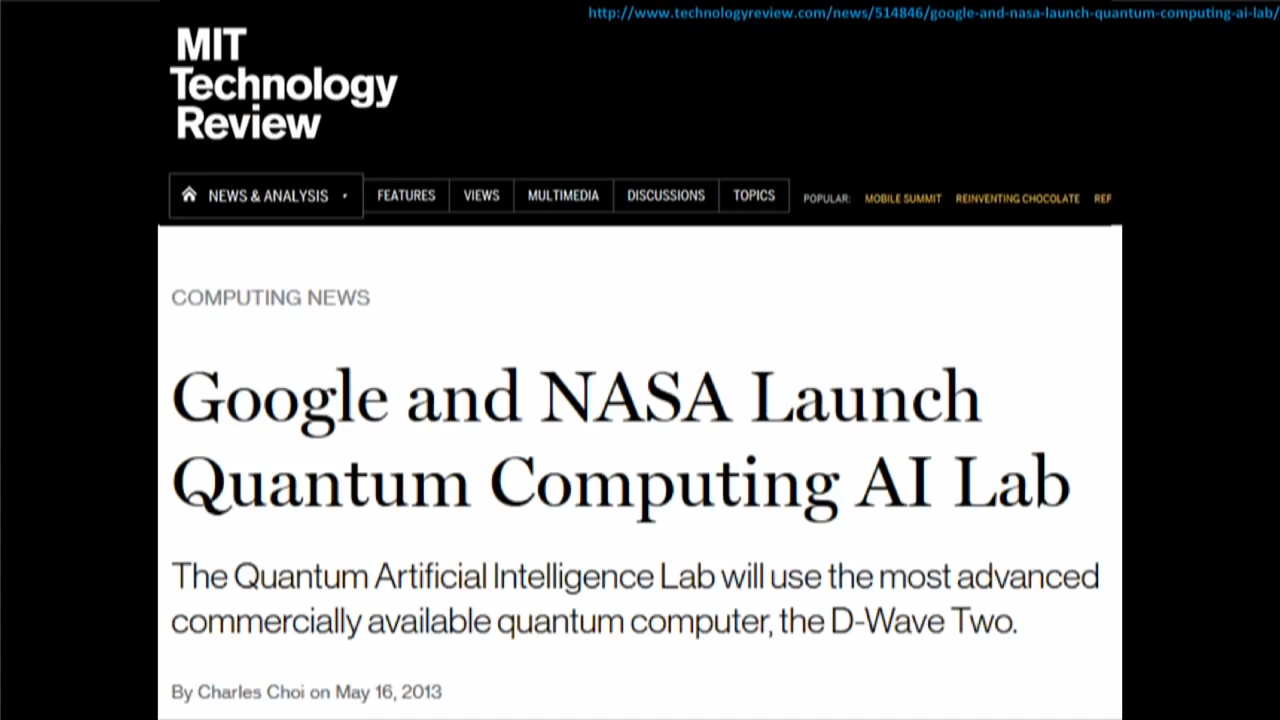 http://www.technologyreview.com/news/514846/google-and-nasa-launch-quantum-computing-ai-lab/
MIT
Technology
Review
NEWS & ANALYSIS FEATURES VIEWS MULTIMEDIA DISCUSSIONS TOPICS POPULAR: MOBILE SUMMIT REINVENTING CHOCOLATE REP
COMPUTING NEWS
Google and NASA Launch
Quantum Computing AI Lab
The Quantum Artificial Intelligence Lab will use the most advanced
commercially available quantum computer, the D-Wave Two.
By Charles Choi on May 16, 2013